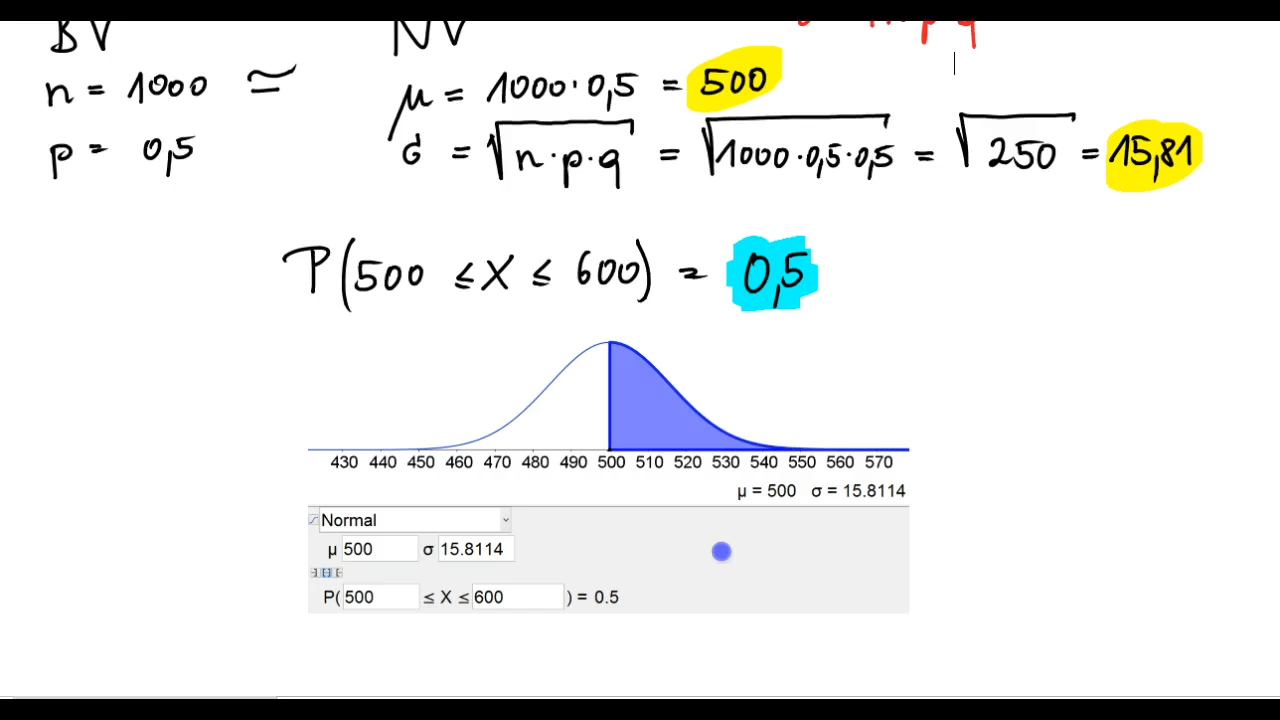 BV NV
n = 1000 ≃ μ = 1000·0,5 = 500
p = 0,5 σ = √n·p·q = √1000·0,5·0,5 = √250 = 15,81
P(500 ≤ X ≤ 600) = 0,5
430 440 450 460 470 480 490 500 510 520 530 540 550 560 570
μ = 500 σ = 15.8114
Normal
μ 500 σ 15.8114
P( 500 ≤ X ≤ 600 ) = 0.5